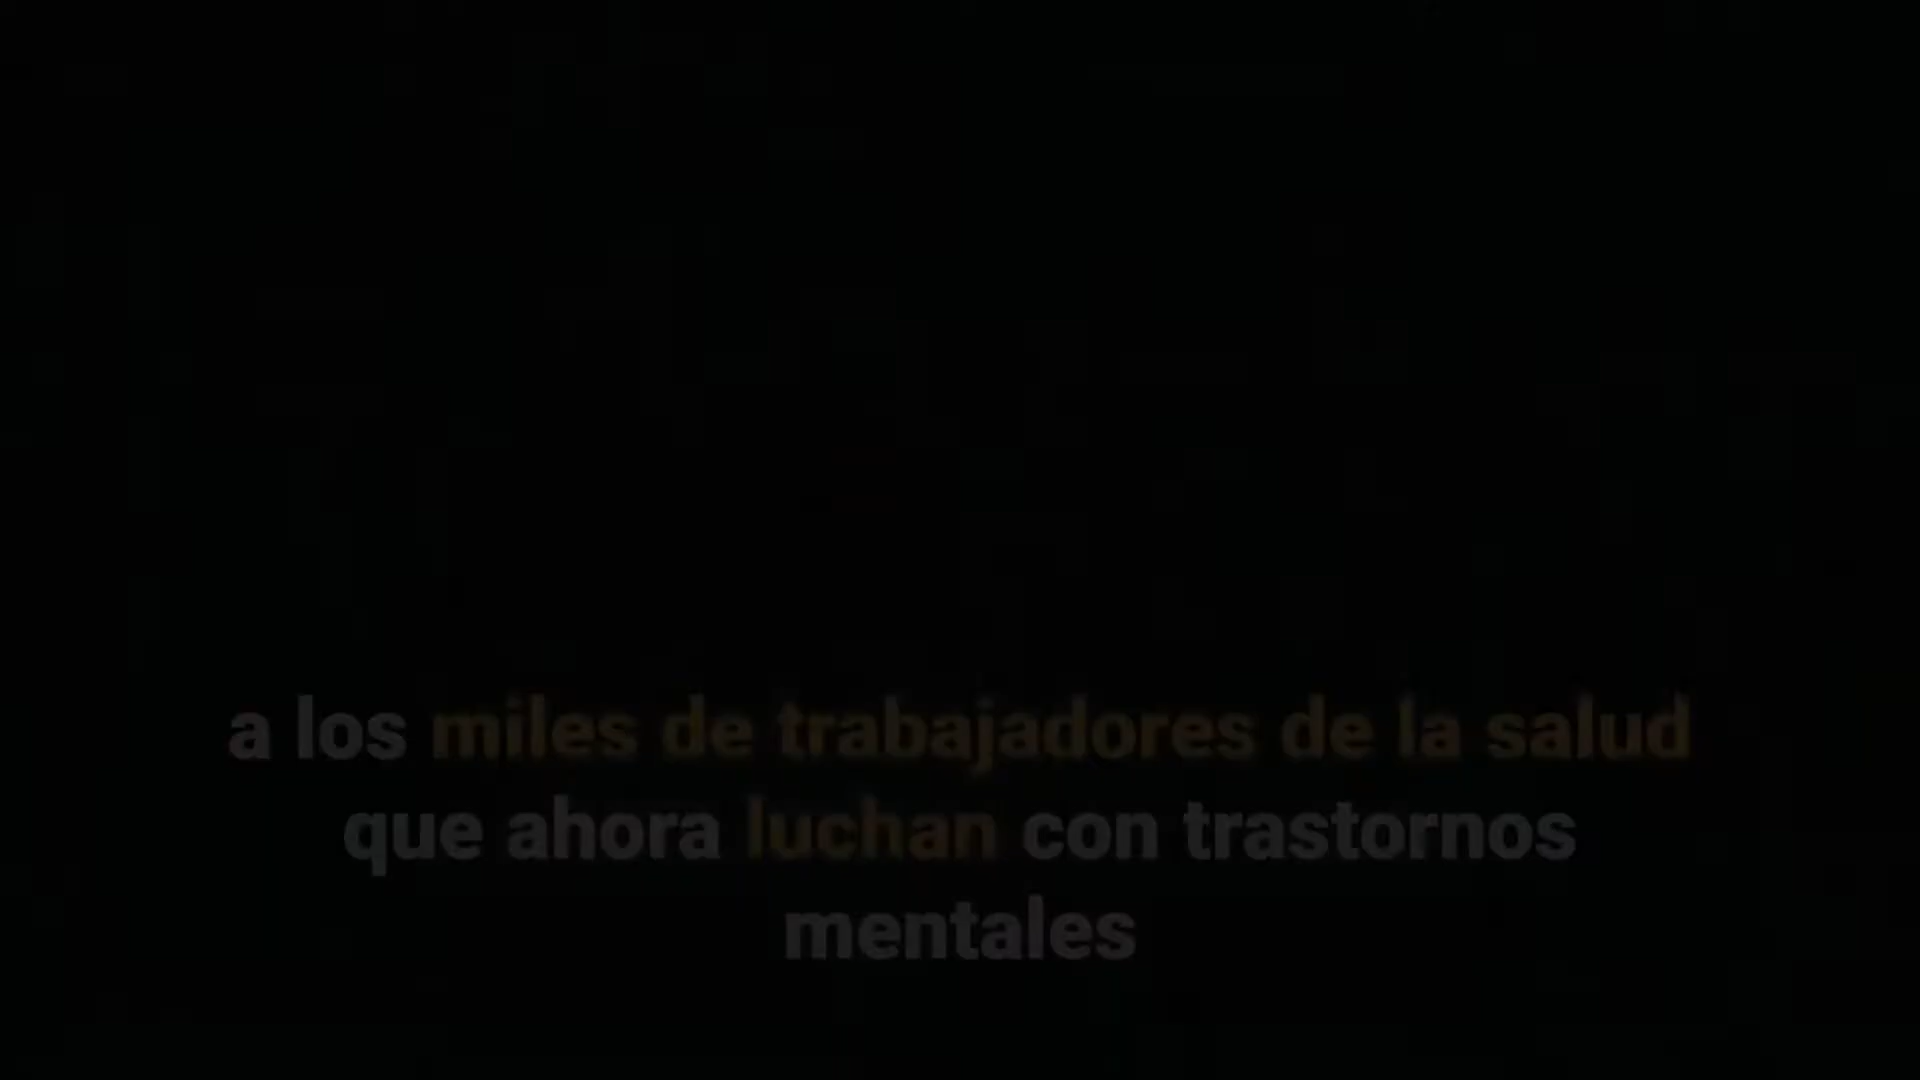 a los miles de trabajadores de la salud
que ahora luchan con trastornos
mentales